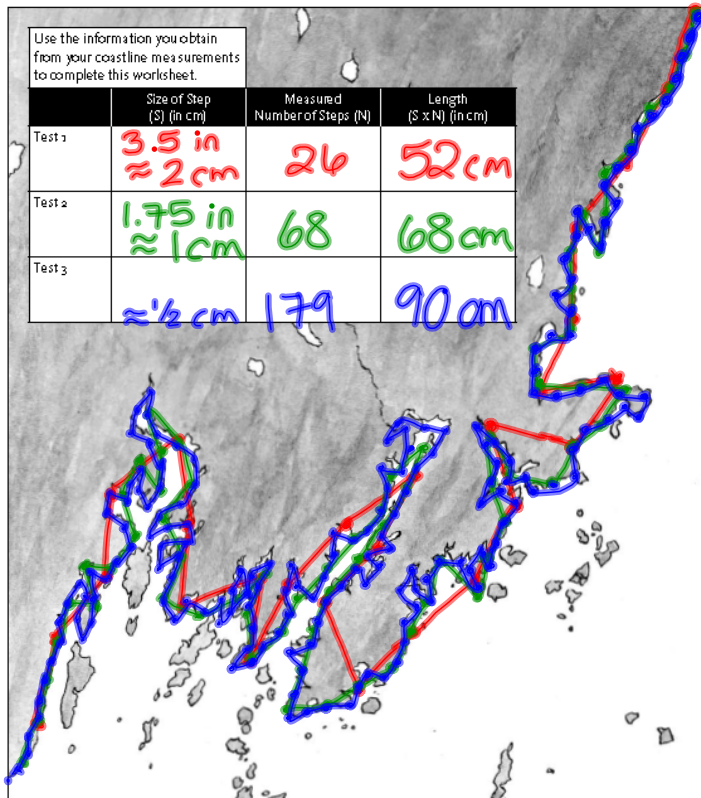 Use the information you obtain
from your coastline measurements
to complete this worksheet.
Size of Step
(S) (in cm)
Measured
Number of Steps (N)
Length
(S x N) (in cm)
Test 1
3.5 in
≈ 2 cm
26
52 cm
Test 2
1.75 in
≈ 1 cm
68
68 cm
Test 3
≈ 1/2 cm
179
90 cm